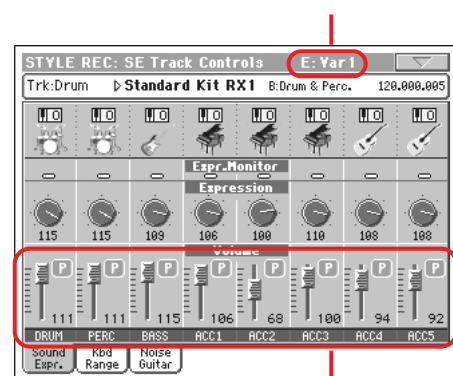 STYLE REC: SE Track Controls E: Var1
Trk:Drum ▷Standard Kit RX1 B:Drum & Perc. 120.000.005
Expr.Monitor
Expression
115 115 109 106 100 110 108 108
Volume
P P P P P P P P
111 111 115 106 68 100 94 92
DRUM PERC BASS ACC1 ACC2 ACC3 ACC4 ACC5
Sound Expr. Kbd Range Noise Guitar